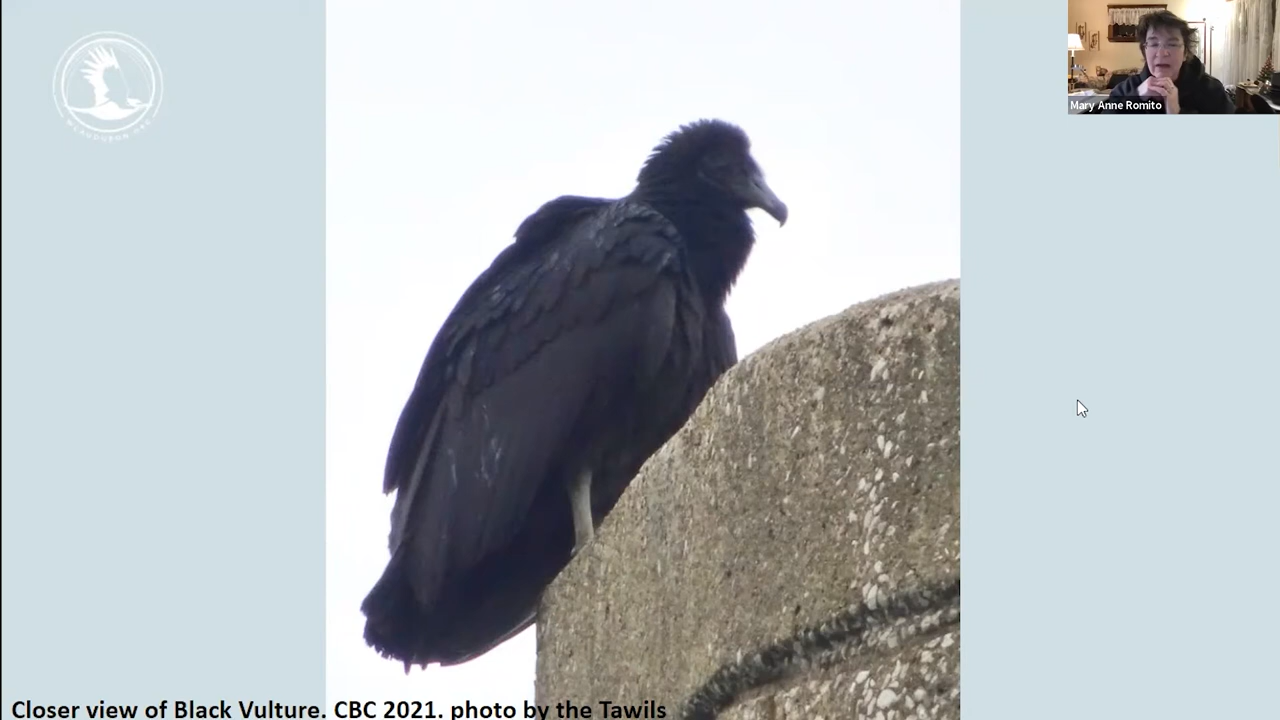 Mary Anne Romito
Closer view of Black Vulture. CBC 2021. photo by the Tawils